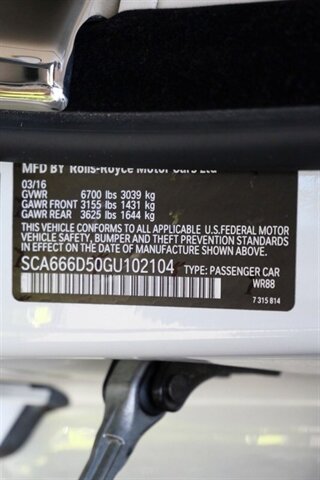 MFD BY Rolls-Royce Motor Cars Ltd
03/16
GVWR 6700 lbs 3039 kg
GAWR FRONT 3155 lbs 1431 kg
GAWR REAR 3625 lbs 1644 kg
THIS VEHICLE CONFORMS TO ALL APPLICABLE U.S.FEDERAL MOTOR
VEHICLE SAFETY, BUMPER AND THEFT PREVENTION STANDARDS
IN EFFECT ON THE DATE OF MANUFACTURE SHOWN ABOVE.
SCA666D50GU102104 TYPE: PASSENGER CAR
WR88
7 315 814